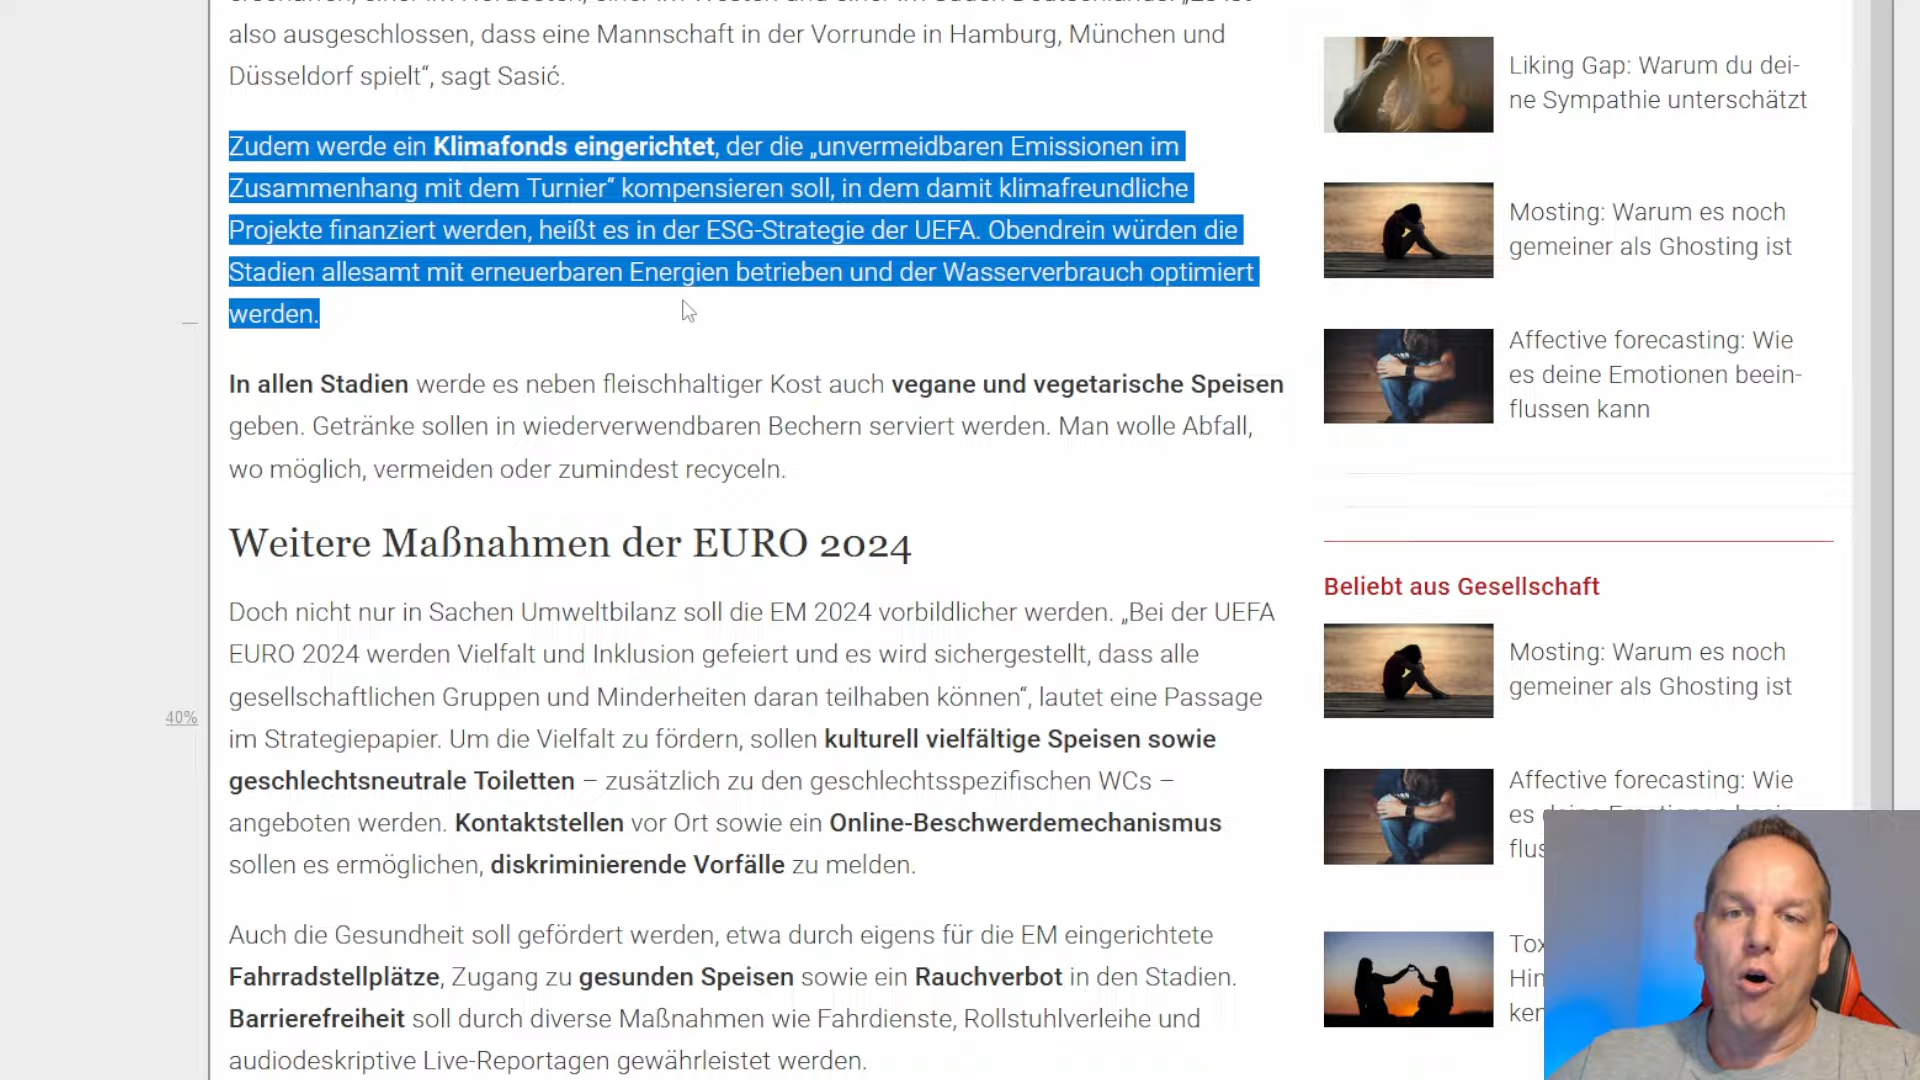 also ausgeschlossen, dass eine Mannschaft in der Vorrunde in Hamburg, München und
Düsseldorf spielt“, sagt Sasić.
Zudem werde ein Klimafonds eingerichtet, der die „unvermeidbaren Emissionen im
Zusammenhang mit dem Turnier“ kompensieren soll, in dem damit klimafreundliche
Projekte finanziert werden, heißt es in der ESG-Strategie der UEFA. Obendrein würden die
Stadien allesamt mit erneuerbaren Energien betrieben und der Wasserverbrauch optimiert
werden.
In allen Stadien werde es neben fleischhaltiger Kost auch vegane und vegetarische Speisen
geben. Getränke sollen in wiederverwendbaren Bechern serviert werden. Man wolle Abfall,
wo möglich, vermeiden oder zumindest recyceln.
Weitere Maßnahmen der EURO 2024
Doch nicht nur in Sachen Umweltbilanz soll die EM 2024 vorbildlicher werden. „Bei der UEFA
EURO 2024 werden Vielfalt und Inklusion gefeiert und es wird sichergestellt, dass alle
gesellschaftlichen Gruppen und Minderheiten daran teilhaben können“, lautet eine Passage
40%
im Strategiepapier. Um die Vielfalt zu fördern, sollen kulturell vielfältige Speisen sowie
geschlechtsneutrale Toiletten – zusätzlich zu den geschlechtsspezifischen WCs –
angeboten werden. Kontaktstellen vor Ort sowie ein Online-Beschwerdemechanismus
sollen es ermöglichen, diskriminierende Vorfälle zu melden.
Auch die Gesundheit soll gefördert werden, etwa durch eigens für die EM eingerichtete
Fahrradstellplätze, Zugang zu gesunden Speisen sowie ein Rauchverbot in den Stadien.
Barrierefreiheit soll durch diverse Maßnahmen wie Fahrdienste, Rollstuhlverleihe und
audiodeskriptive Live-Reportagen gewährleistet werden.
Liking Gap: Warum du dei-
ne Sympathie unterschätzt
Mosting: Warum es noch
gemeiner als Ghosting ist
Affective forecasting: Wie
es deine Emotionen beein-
flussen kann
Beliebt aus Gesellschaft
Mosting: Warum es noch
gemeiner als Ghosting ist
Affective forecasting: Wie
es
flus
Tox
Hin
ken